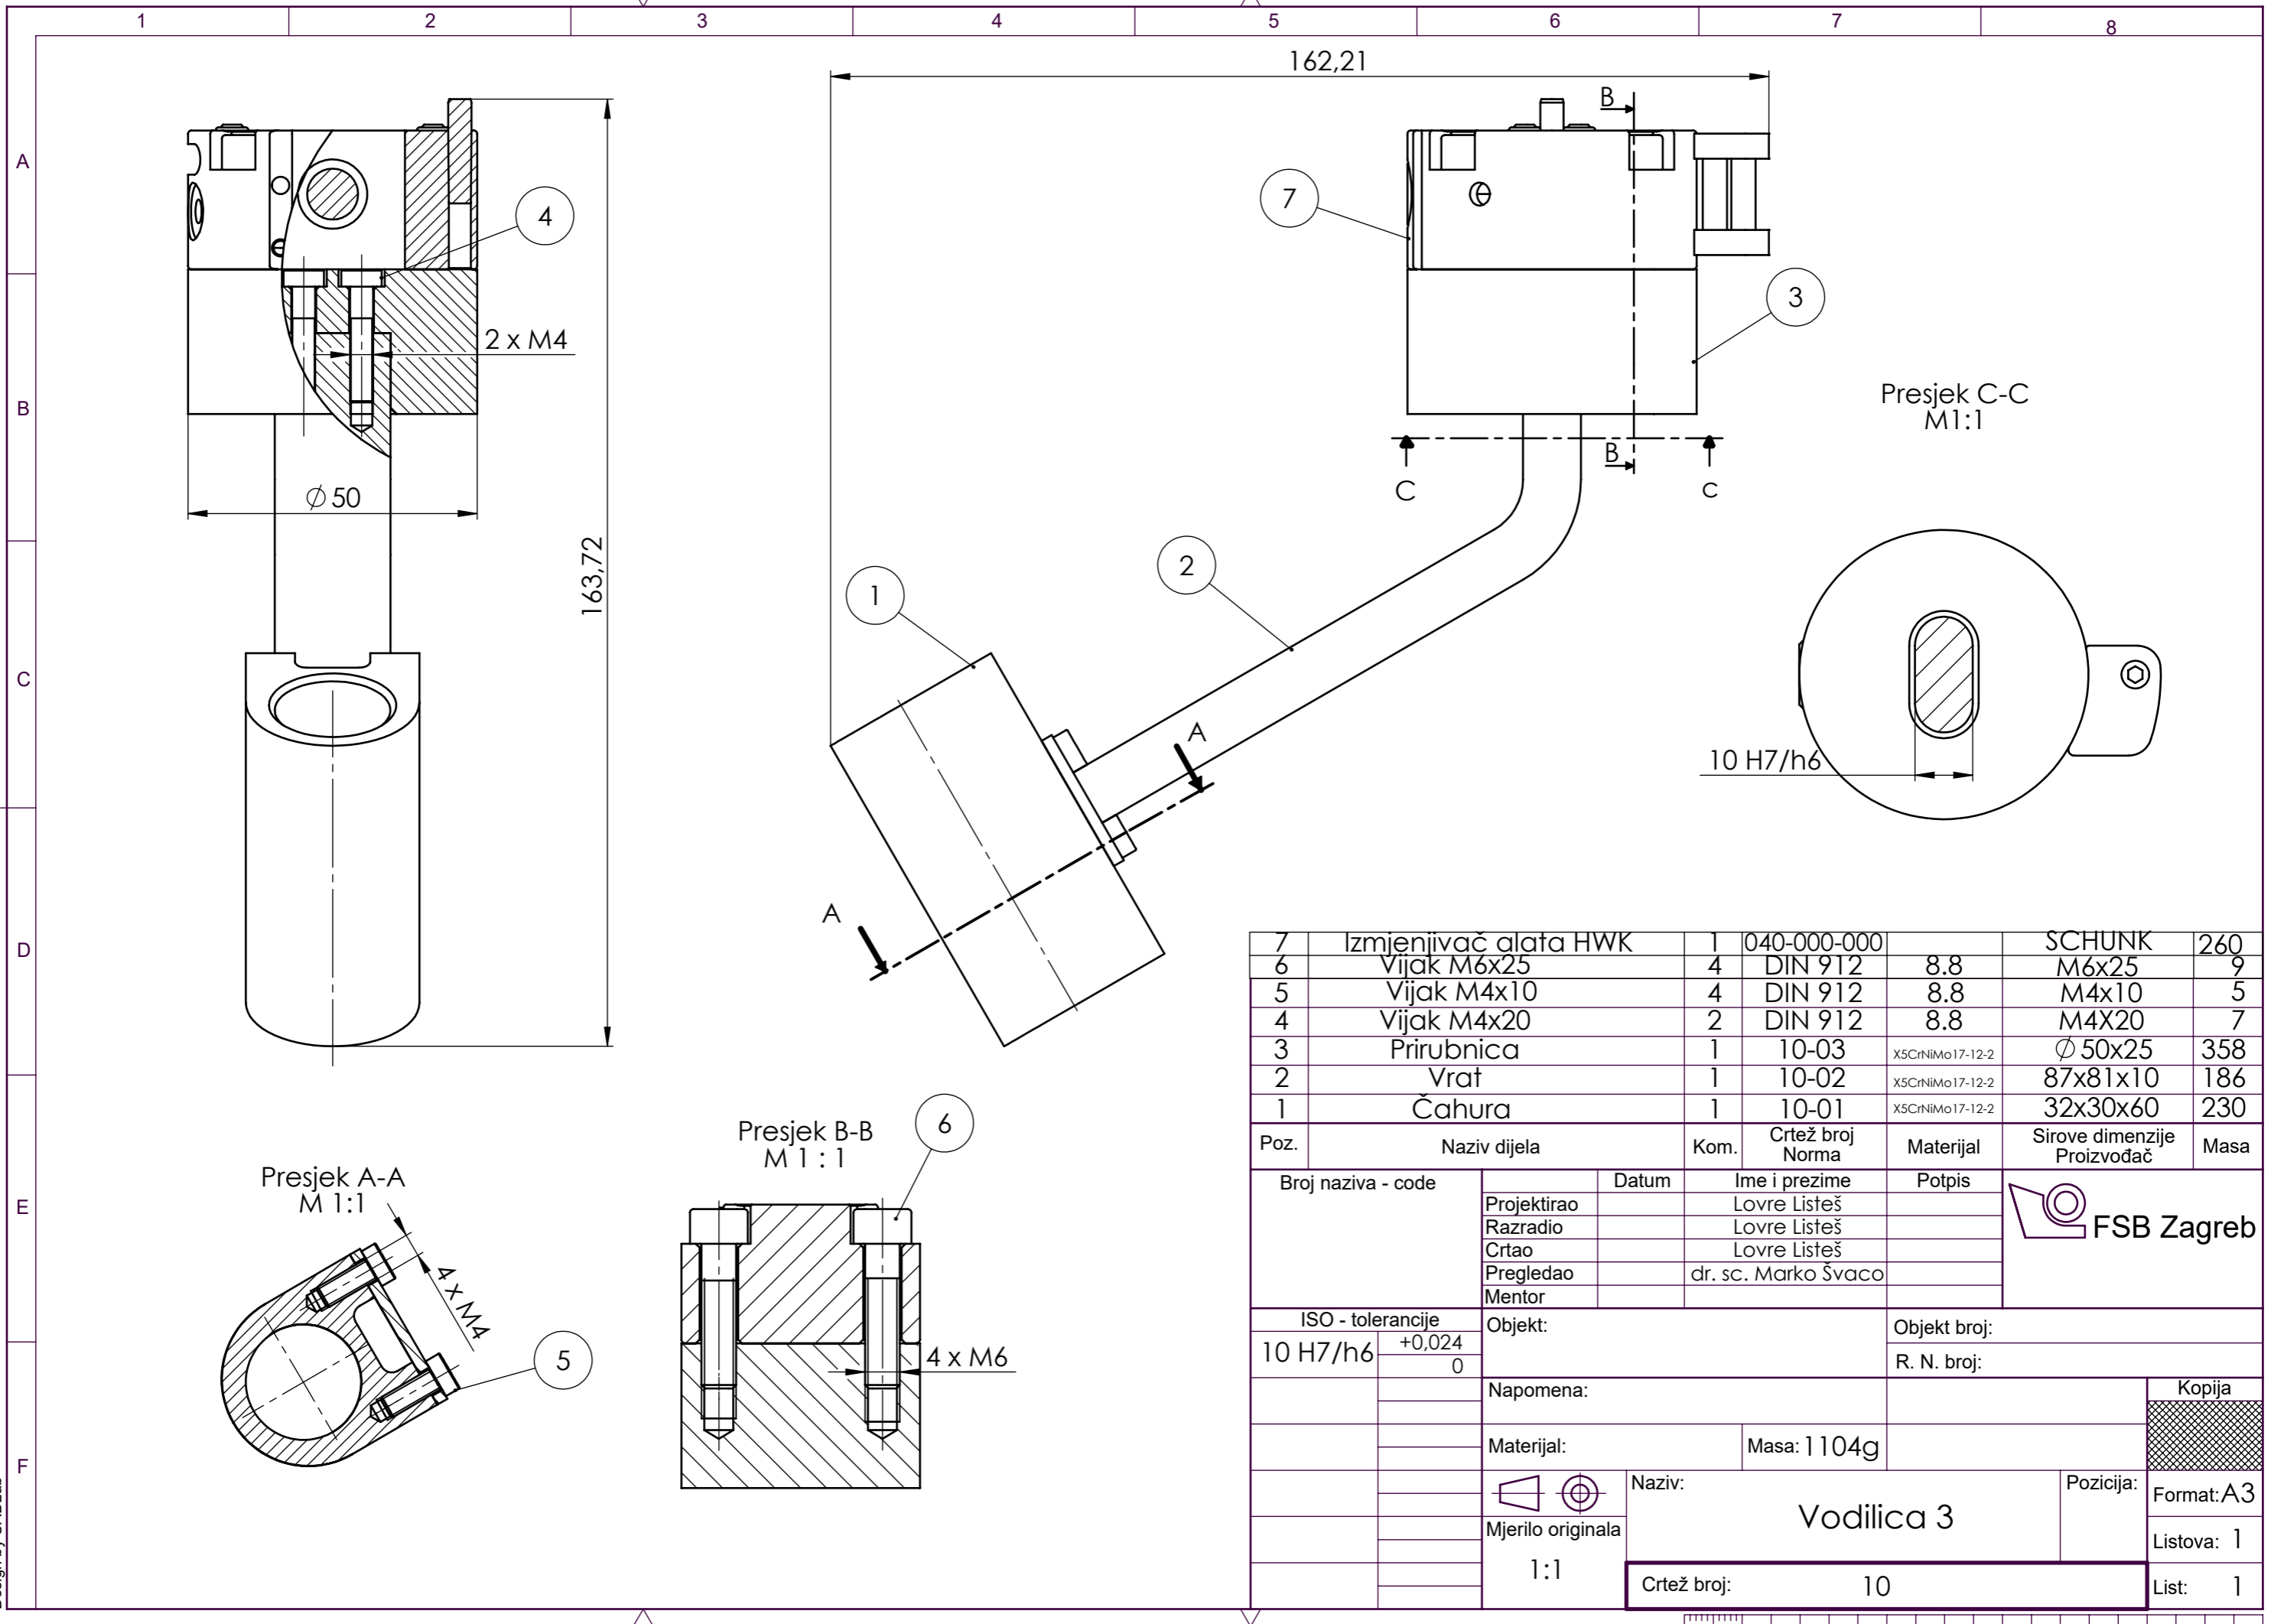 1 2 3 4 5 6 7 8
A
B
C
D
E
F
162,21
163,72
4
2 x M4
Ø 50
7
3
B
B
C
C
2
1
A
A
Presjek C-C
M1:1
10 H7/h6
Presjek A-A
M 1:1
4 x M4
5
Presjek B-B
M 1 : 1
6
4 x M6
7 Izmjenjivač alata HWK 1 040-000-000 SCHUNK 260
6 Vijak M6x25 4 DIN 912 8.8 M6x25 9
5 Vijak M4x10 4 DIN 912 8.8 M4x10 5
4 Vijak M4x20 2 DIN 912 8.8 M4X20 7
3 Prirubnica 1 10-03 X5CrNiMo17-12-2 Ø 50x25 358
2 Vrat 1 10-02 X5CrNiMo17-12-2 87x81x10 186
1 Čahura 1 10-01 X5CrNiMo17-12-2 32x30x60 230
Poz. Naziv dijela Kom. Crtež broj Norma Materijal Sirove dimenzije Proizvođač Masa
Broj naziva - code
Datum Ime i prezime Potpis
Projektirao Lovre Listeš
Razradio Lovre Listeš
Crtao Lovre Listeš
Pregledao dr. sc. Marko Švaco
Mentor
FSB Zagreb
ISO - tolerancije
10 H7/h6 +0,024
0
Objekt:
Objekt broj:
R. N. broj:
Napomena:
Kopija
Materijal:
Masa: 1104g
Naziv:
Vodilica 3
Pozicija:
Format: A3
Mjerilo originala
1:1
Listova: 1
Crtež broj: 10
List: 1